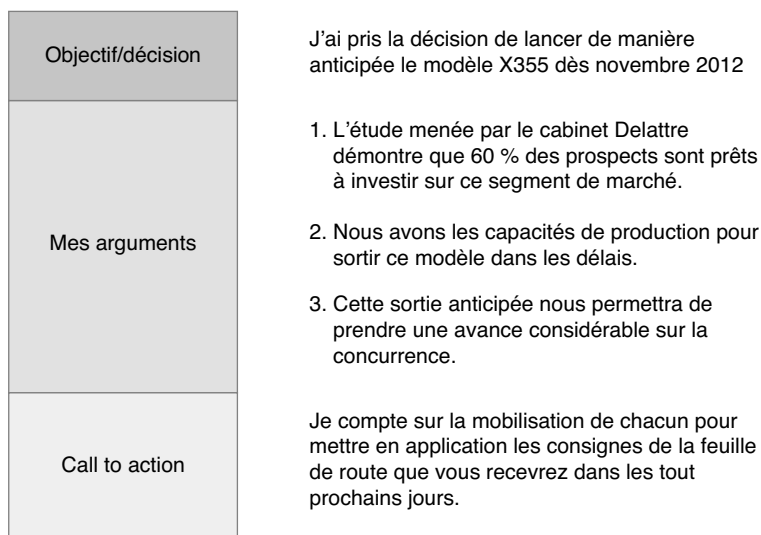 Objectif/décision
J’ai pris la décision de lancer de manière
anticipée le modèle X355 dès novembre 2012
Mes arguments
1. L’étude menée par le cabinet Delattre
démontre que 60 % des prospects sont prêts
à investir sur ce segment de marché.
2. Nous avons les capacités de production pour
sortir ce modèle dans les délais.
3. Cette sortie anticipée nous permettra de
prendre une avance considérable sur la
concurrence.
Call to action
Je compte sur la mobilisation de chacun pour
mettre en application les consignes de la feuille
de route que vous recevrez dans les tout
prochains jours.